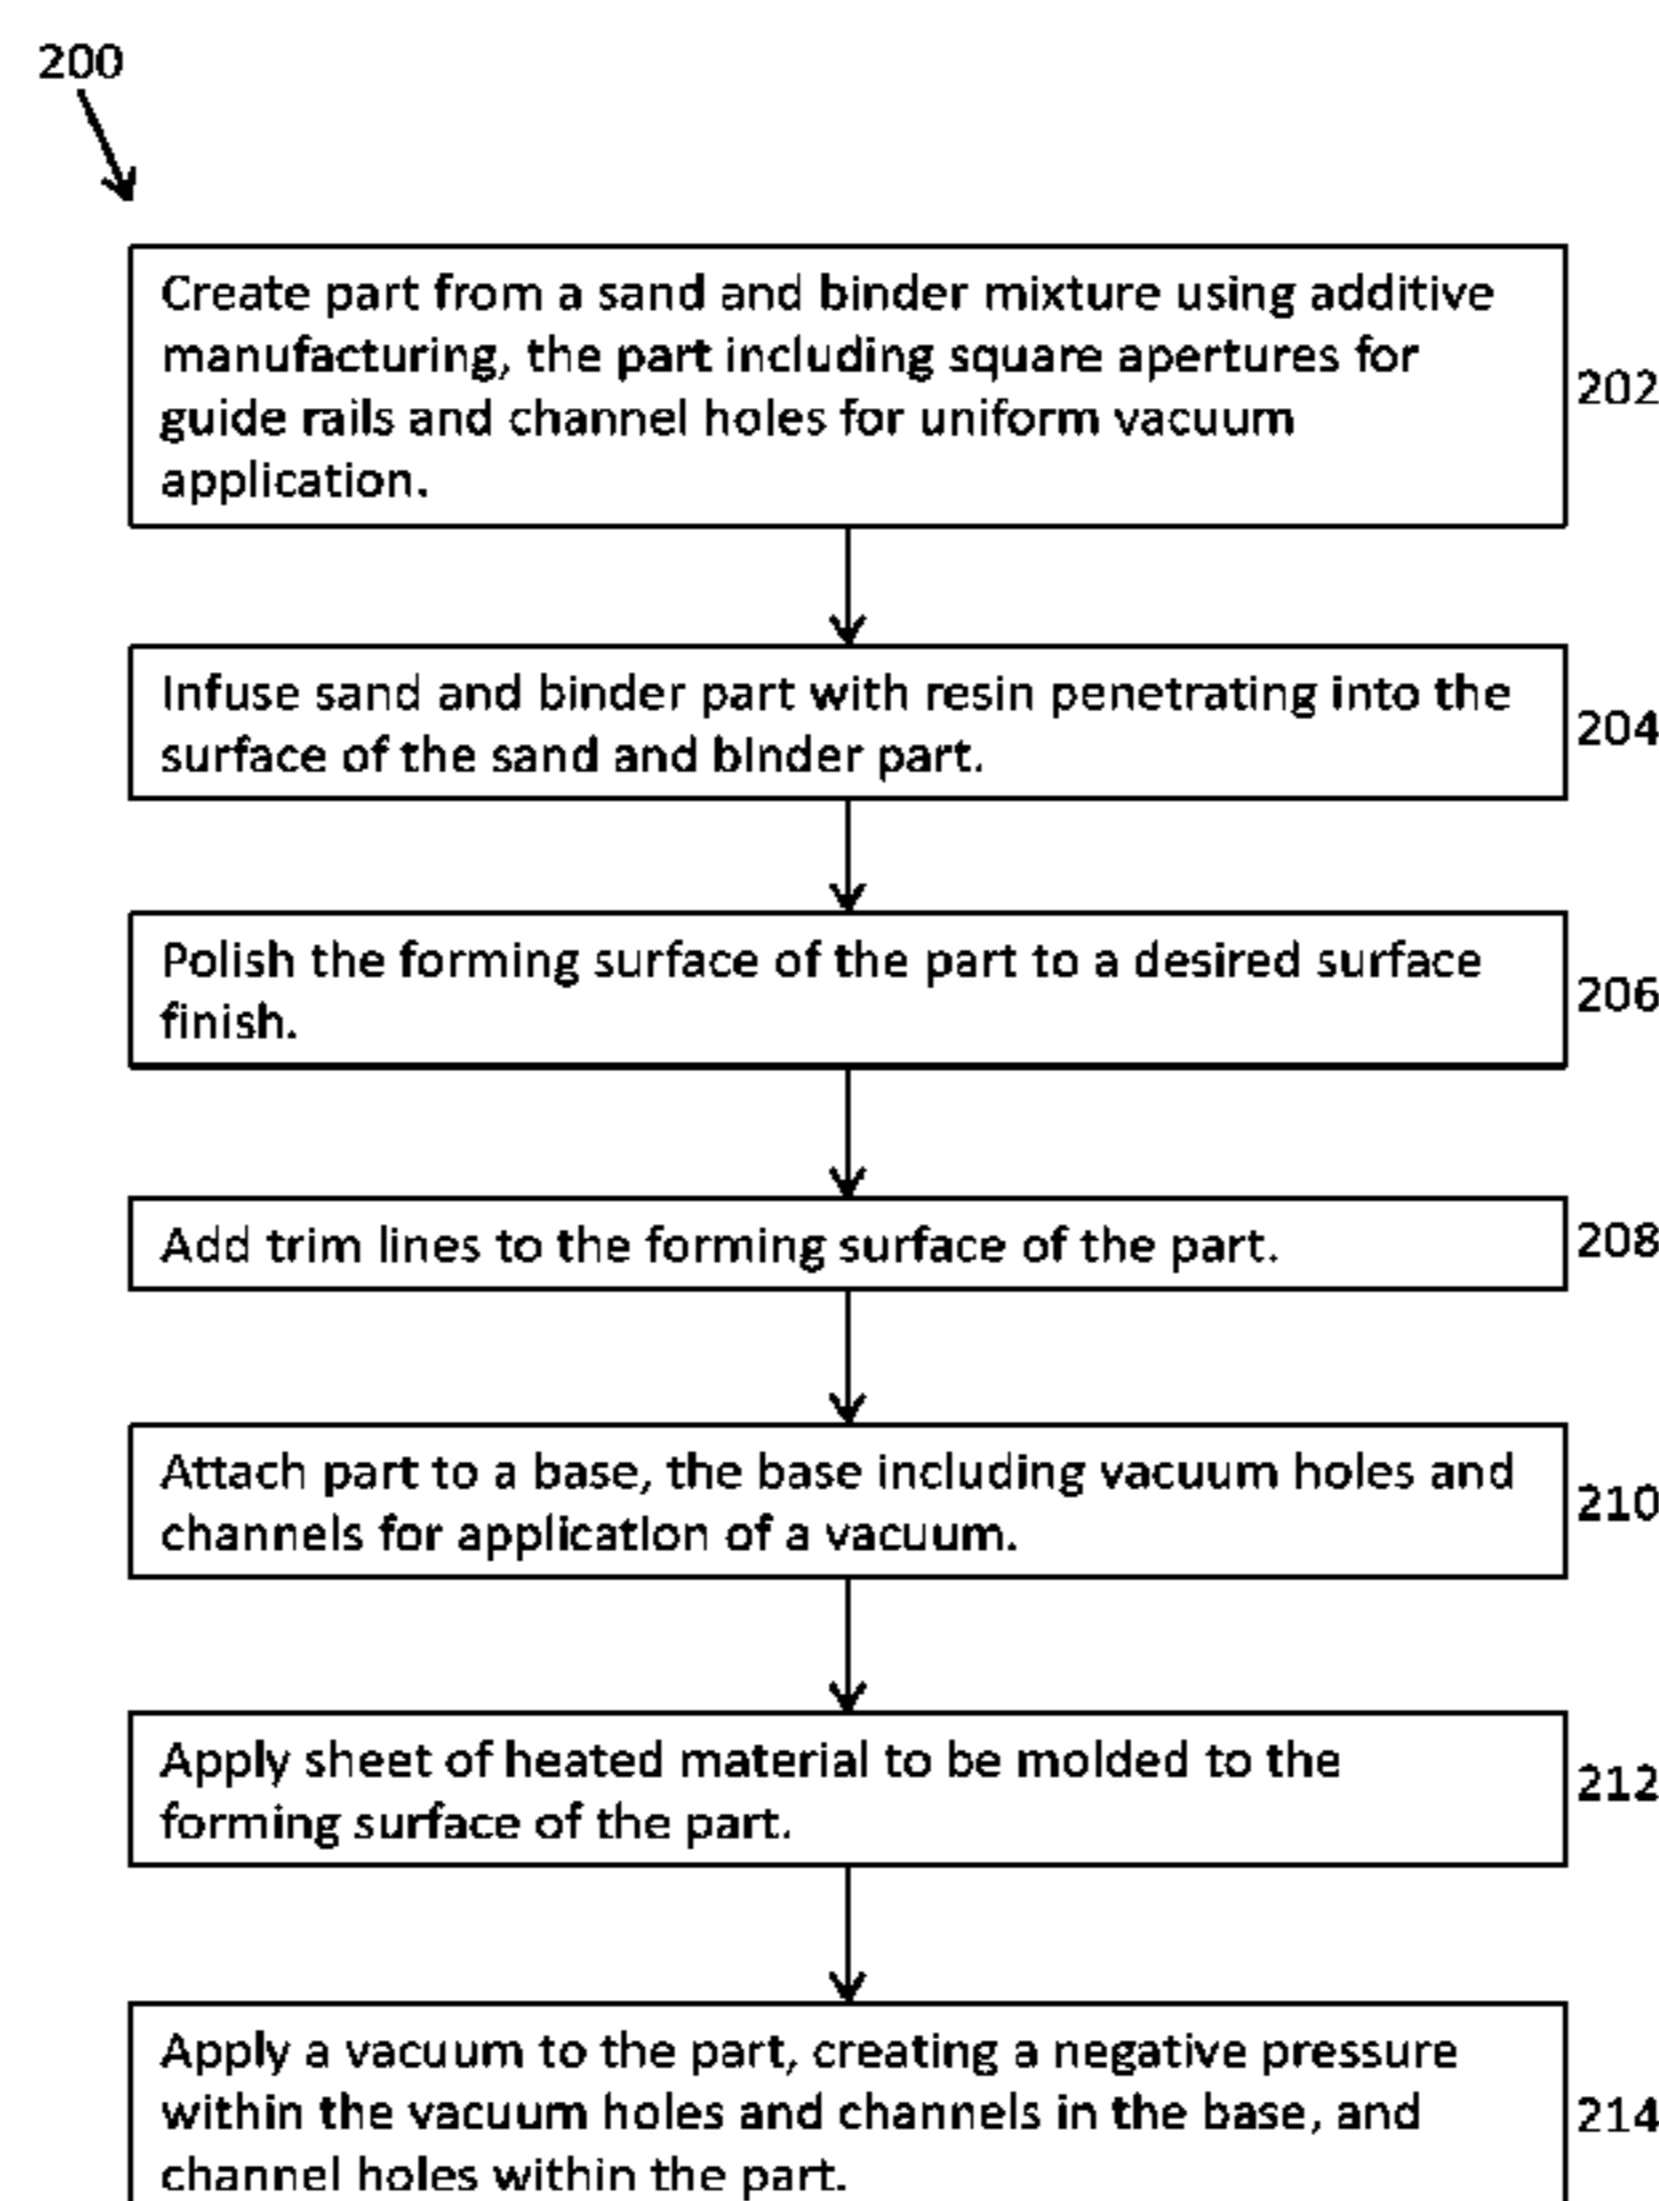 200
Create part from a sand and binder mixture using additive
manufacturing, the part including square apertures for
guide rails and channel holes for uniform vacuum
application.
202
Infuse sand and binder part with resin penetrating into the
surface of the sand and binder part.
204
Polish the forming surface of the part to a desired surface
finish.
206
Add trim lines to the forming surface of the part.
208
Attach part to a base, the base including vacuum holes and
channels for application of a vacuum.
210
Apply sheet of heated material to be molded to the
forming surface of the part.
212
Apply a vacuum to the part, creating a negative pressure
within the vacuum holes and channels in the base, and
channel holes within the part.
214